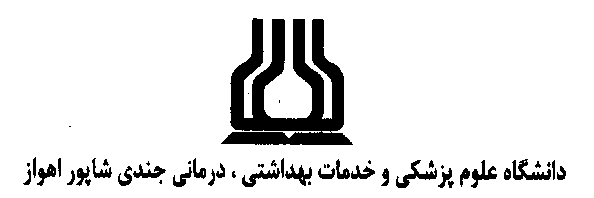 دانشگاه علوم پزشکی و خدمات بهداشتی ، درمانی جندی شاپور اهواز